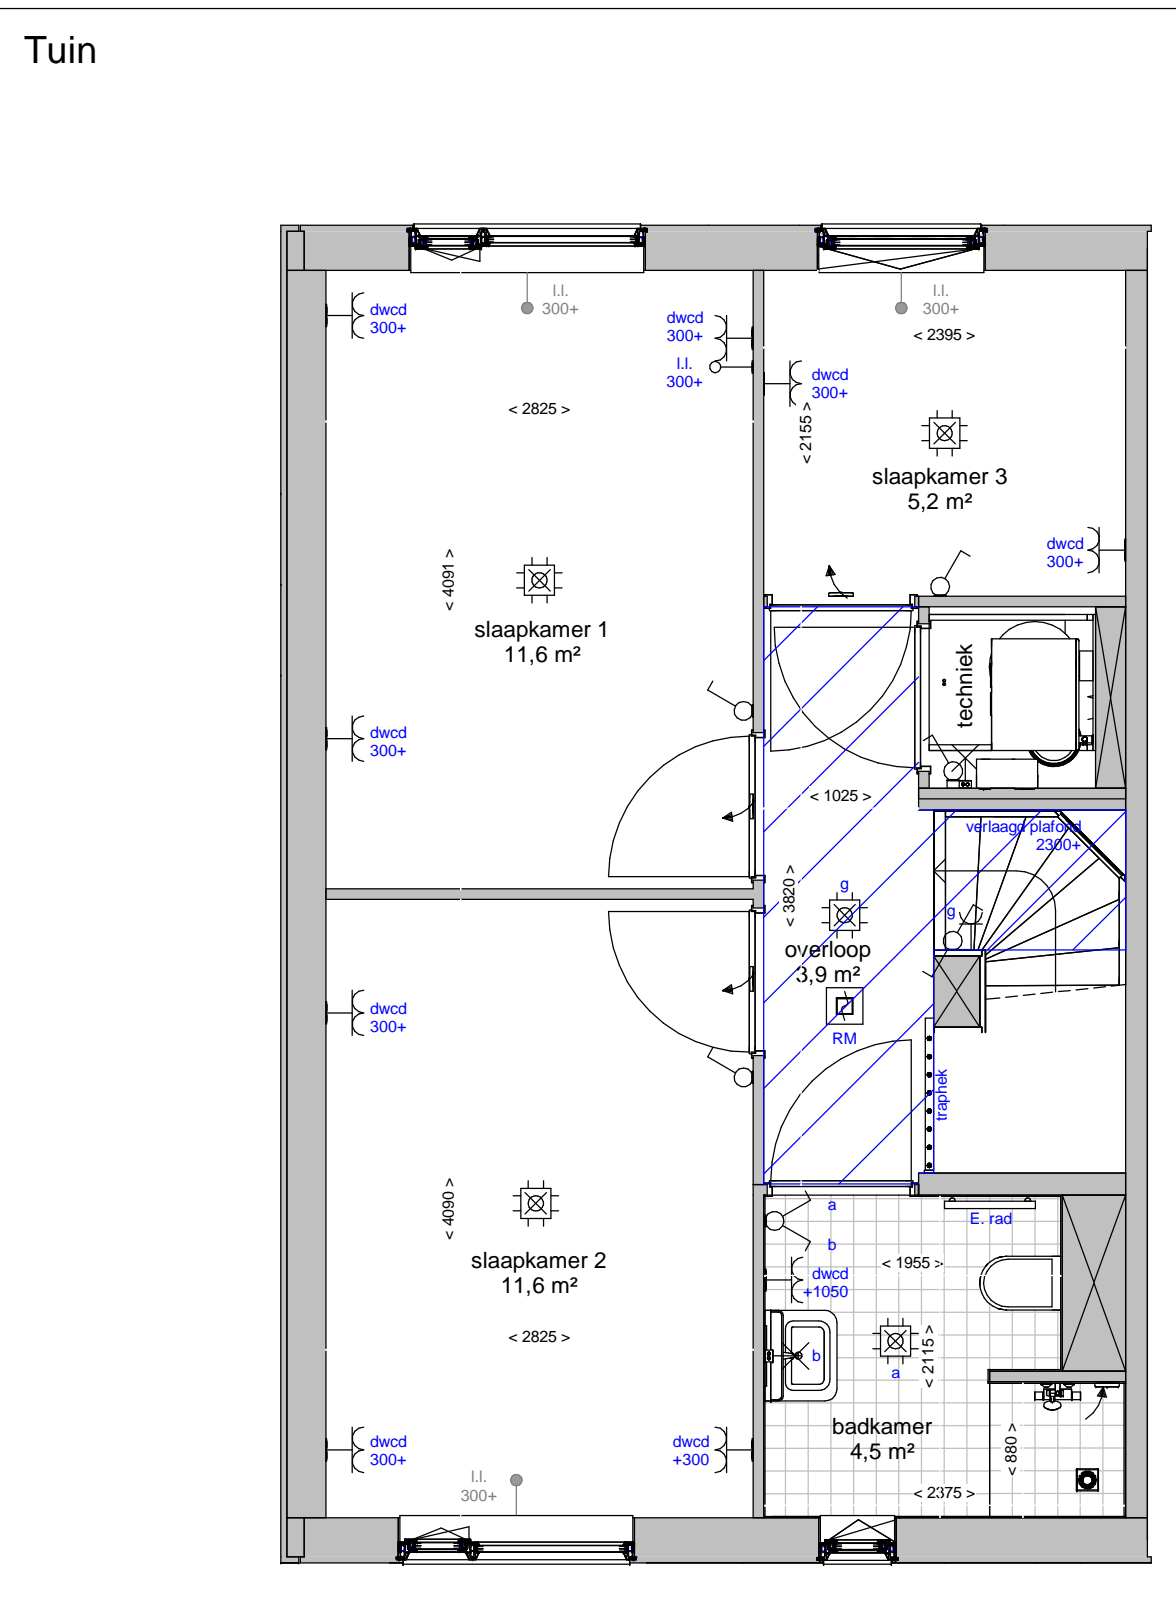 Tuin
l.l.
300+
l.l.
300+
dwcd
300+
dwcd
300+
l.l.
300+
< 2395 >
dwcd
300+
< 2825 >
< 2155 >
slaapkamer 3
5,2 m²
dwcd
300+
< 4091 >
slaapkamer 1
11,6 m²
techniek
dwcd
300+
< 1025 >
verlaagd plafond
2300+
< 3820 >
g
g
overloop
3,9 m²
dwcd
300+
RM
traphek
< 4090 >
a
E. rad
b
slaapkamer 2
11,6 m²
< 1955 >
dwcd
+1050
< 2825 >
b
< 2115 >
a
badkamer
4,5 m²
dwcd
300+
dwcd
+300
< 880 >
l.l.
300+
< 2375 >